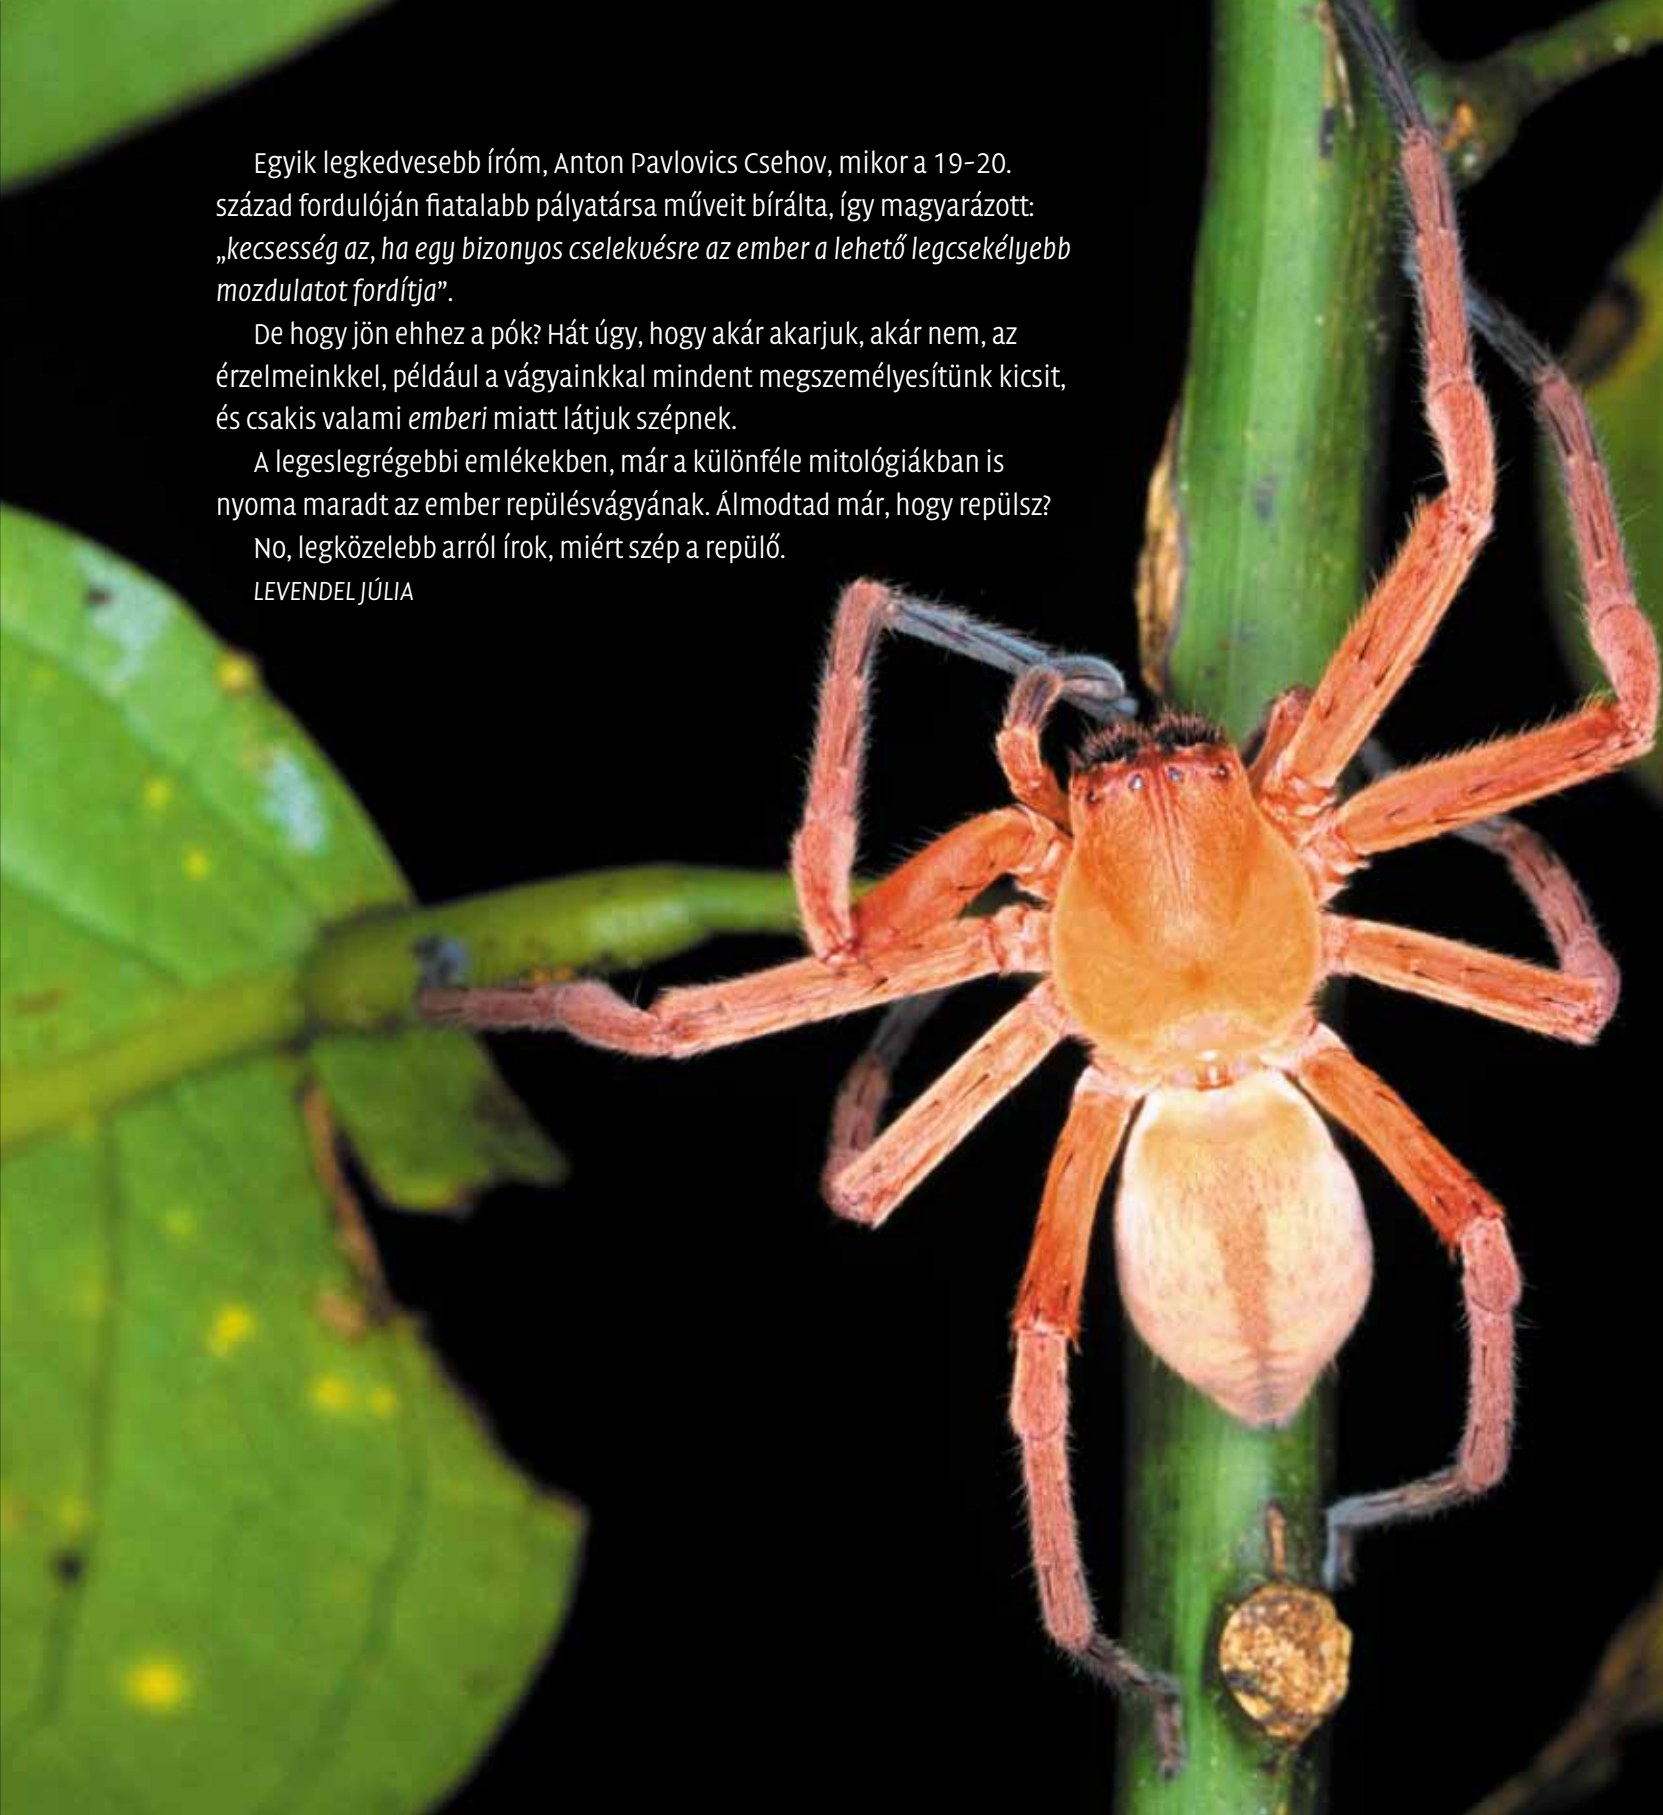 Egyik legkedvesebb íróm, Anton Pavlovics Csehov, mikor a 19-20.
század fordulóján fiatalabb pályatársa műveit bírálta, így magyarázott:
„kecsesség az, ha egy bizonyos cselekvésre az ember a lehető legcsekélyebb
mozdulatot fordítja”.
De hogy jön ehhez a pók? Hát úgy, hogy akár akarjuk, akár nem, az
érzelmeinkkel, például a vágyainkkal mindent megszemélyesítünk kicsit,
és csakis valami emberi miatt látjuk szépnek.
A legeslegrégebbi emlékekben, már a különféle mitológiákban is
nyoma maradt az ember repülésvágyának. Álmodtad már, hogy repülsz?
No, legközelebb arról írok, miért szép a repülő.
LEVENDEL JÚLIA